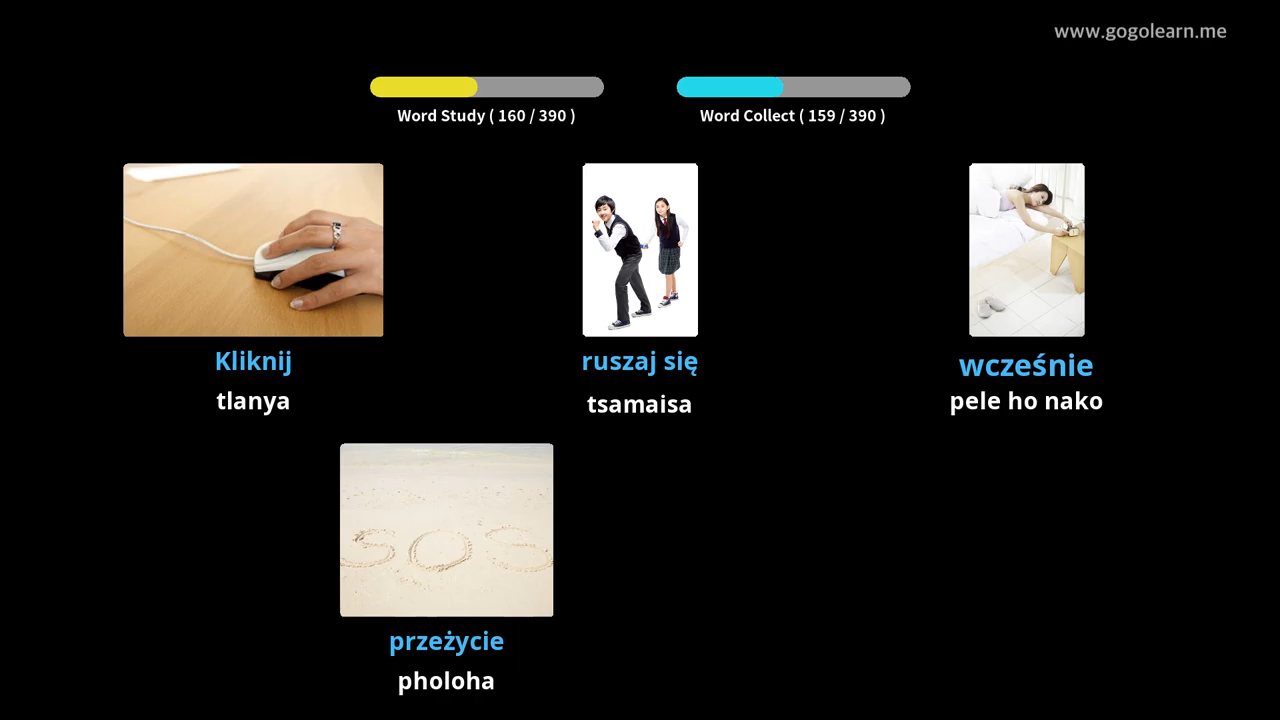 www.gogolearn.me
Word Study ( 160 / 390 )
Word Collect ( 159 / 390 )
Kliknij
tlanya
ruszaj się
tsamaisa
wcześnie
pele ho nako
SOS
przeżycie
pholoha